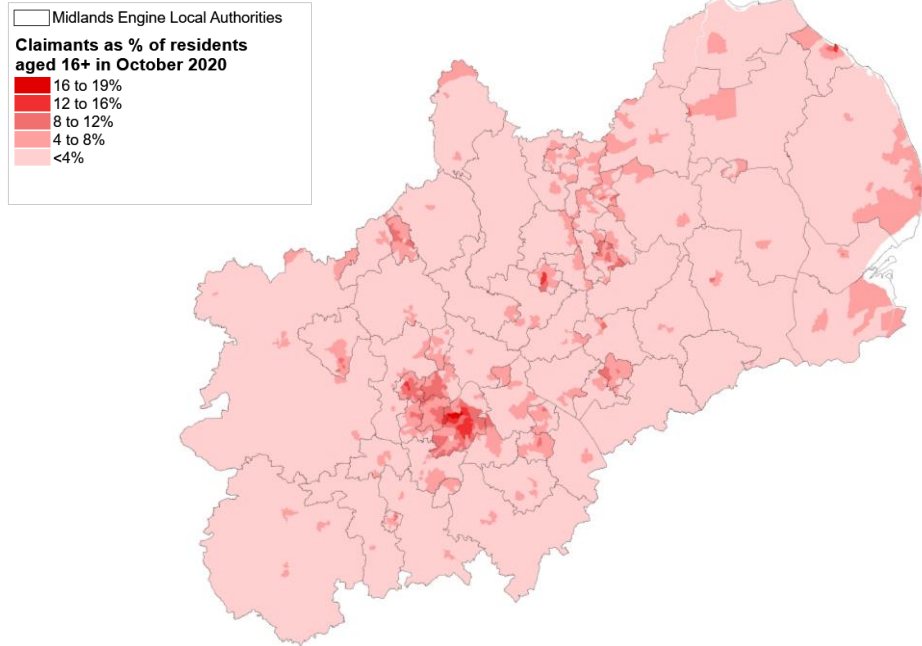 Midlands Engine Local Authorities
Claimants as % of residents
aged 16+ in October 2020
16 to 19%
12 to 16%
8 to 12%
4 to 8%
<4%